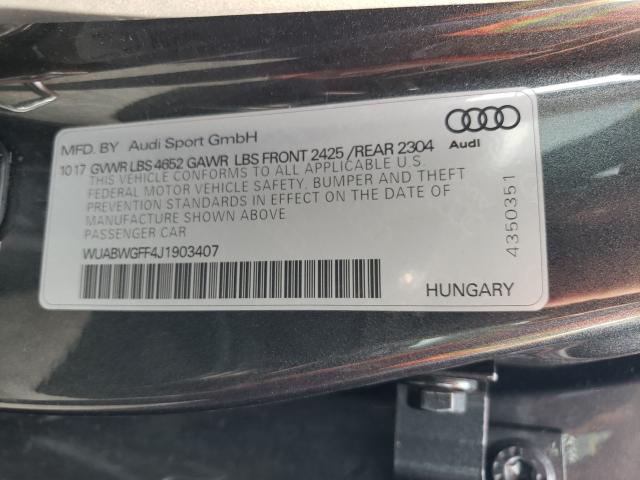 MFD. BY Audi Sport GmbH
Audi
10 17 GVWR LBS 4652 GAWR LBS FRONT 2425 / REAR 2304
THIS VEHICLE CONFORMS TO ALL APPLICABLE U.S.
FEDERAL MOTOR VEHICLE SAFETY, BUMPER AND THEFT
PREVENTION STANDARDS IN EFFECT ON THE DATE OF
MANUFACTURE SHOWN ABOVE
PASSENGER CAR
WUABWGFF4J1903407
HUNGARY
4350351